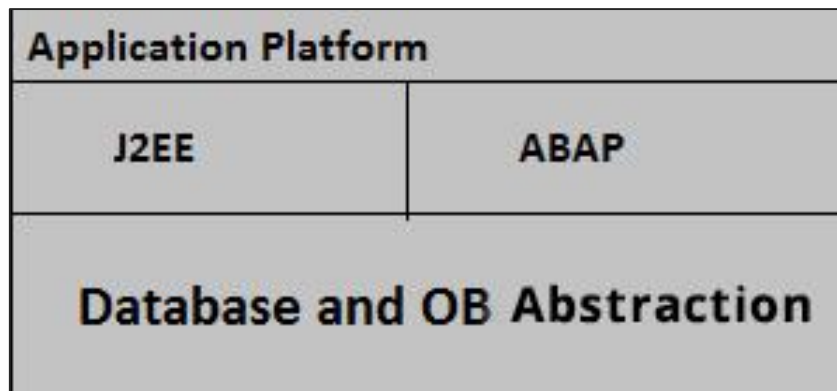 Application Platform
J2EE ABAP
Database and OB Abstraction